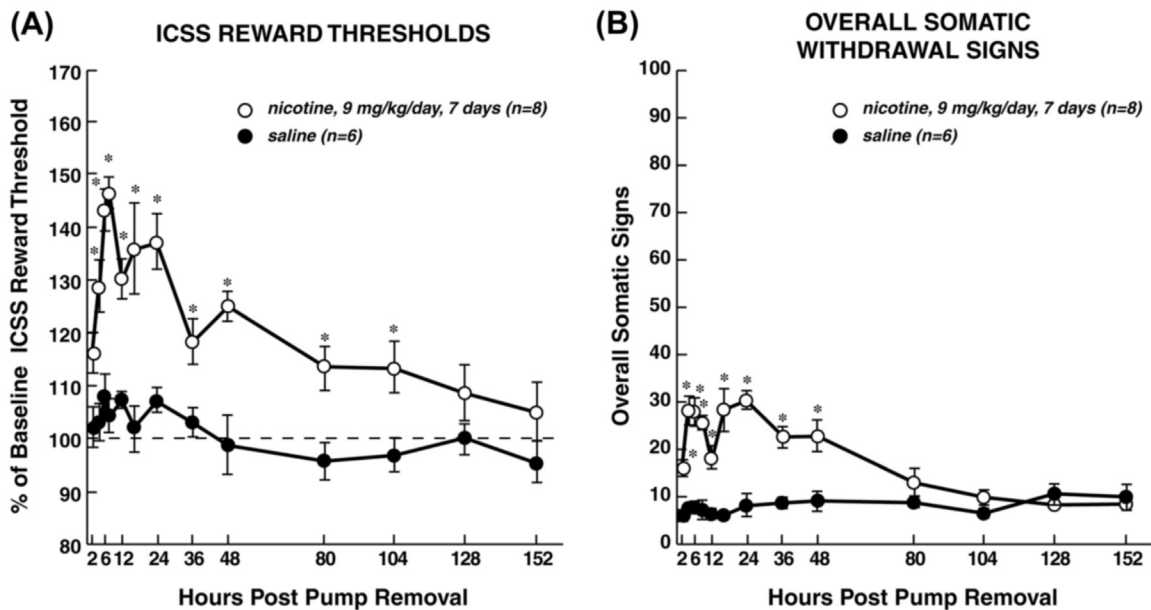 (A)
ICSS REWARD THRESHOLDS
% of Baseline ICSS Reward Threshold
170
160
150
140
130
120
110
100
90
80
nicotine, 9 mg/kg/day, 7 days (n=8)
saline (n=6)
* * * * * * * * * * *
2 6 12 24 36 48 80 104 128 152
Hours Post Pump Removal
(B)
OVERALL SOMATIC
WITHDRAWAL SIGNS
Overall Somatic Signs
100
90
80
70
60
50
40
30
20
10
0
nicotine, 9 mg/kg/day, 7 days (n=8)
saline (n=6)
* * * * * * * * *
2 6 12 24 36 48 80 104 128 152
Hours Post Pump Removal